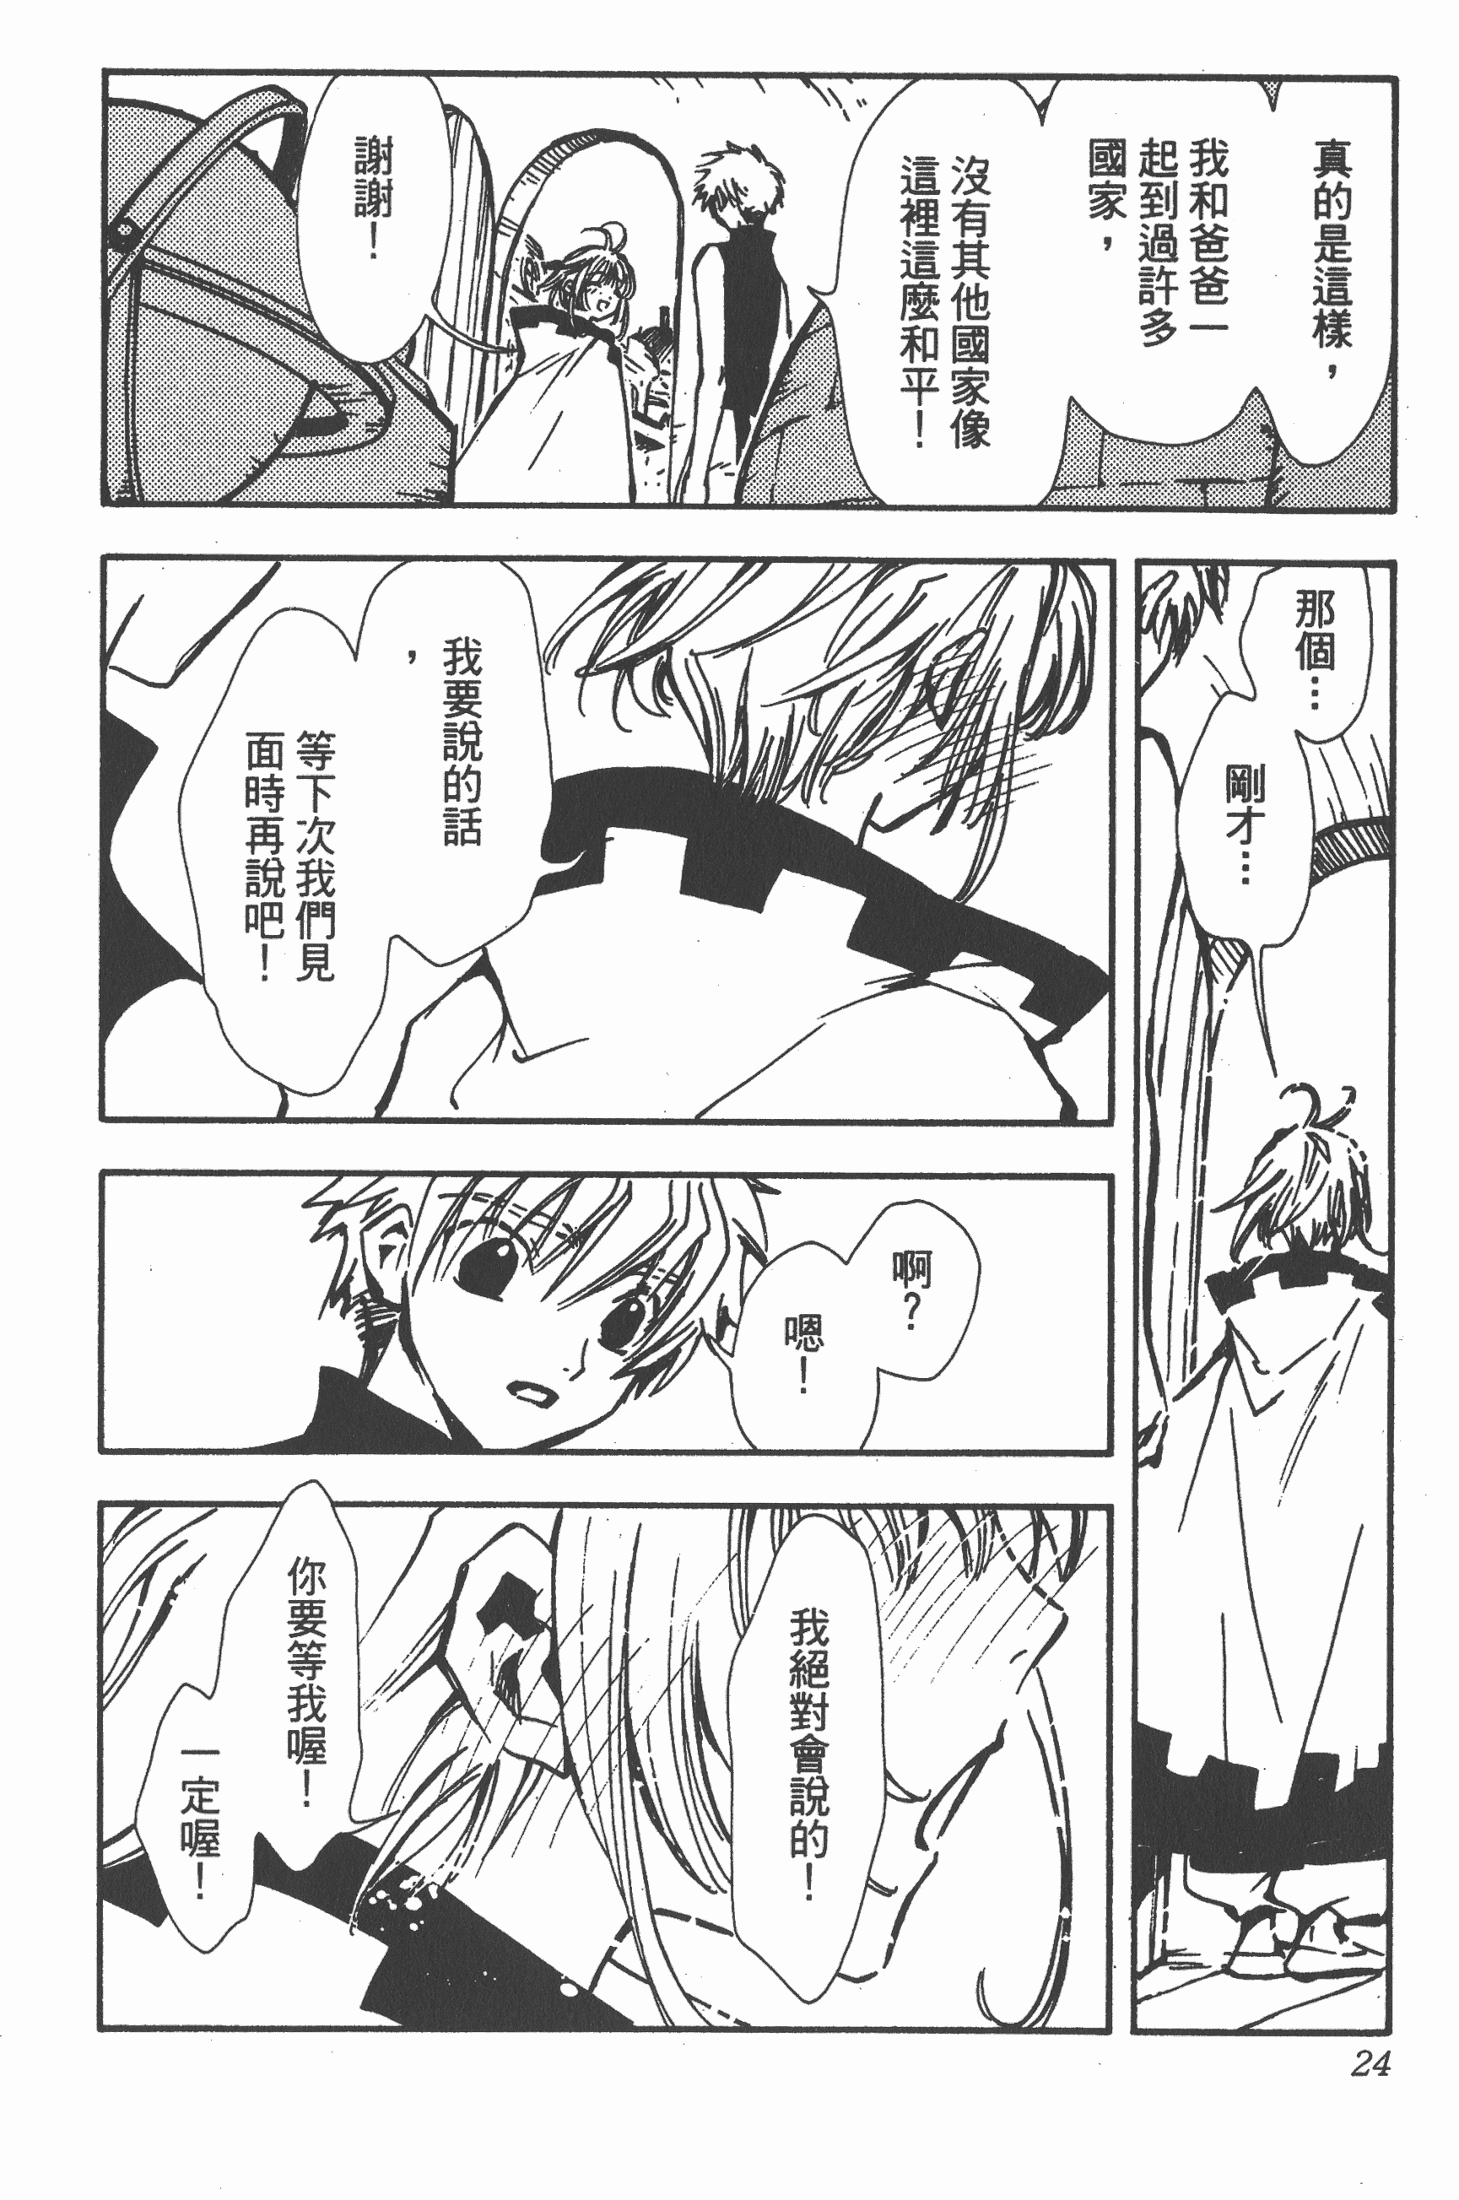 真的是這樣，
我和爸爸一
起到過許多
國家，
沒有其他國家像
這裡這麼和平！
謝謝！
那個…
剛才…
我要說的話
，
等下次我們見
面時再說吧！
啊？
嗯！
我絕對會說的！
你要等我喔！
一定喔！
24